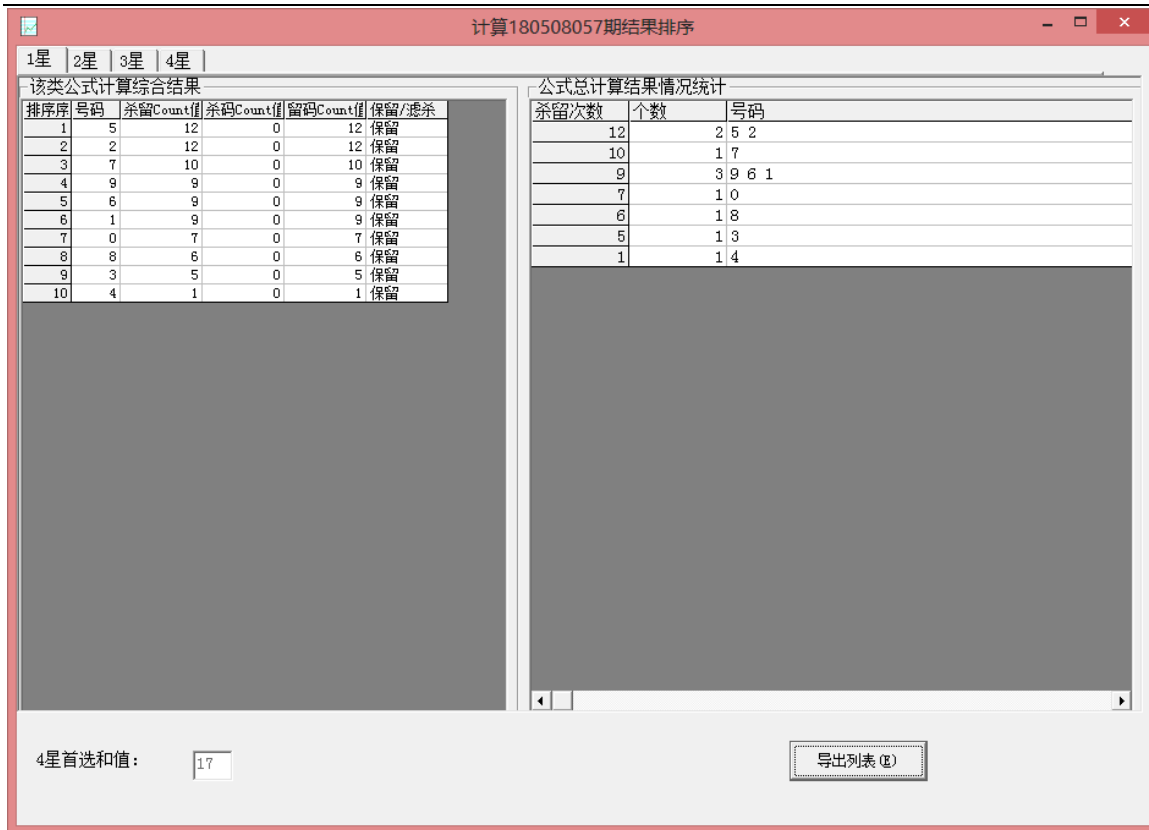 计算180508057期结果排序
1星 2星 3星 4星
该类公式计算综合结果
排序序 号码 杀留Count值 杀码Count值 留码Count值 保留/滤杀
1 5 12 0 12 保留
2 2 12 0 12 保留
3 7 10 0 10 保留
4 9 9 0 9 保留
5 6 9 0 9 保留
6 1 9 0 9 保留
7 0 7 0 7 保留
8 8 6 0 6 保留
9 3 5 0 5 保留
10 4 1 0 1 保留
公式总计算结果情况统计
杀留次数 个数 号码
12 2 5 2
10 1 7
9 3 9 6 1
7 1 0
6 1 8
5 1 3
1 1 4
4星首选和值: 17
导出列表(E)